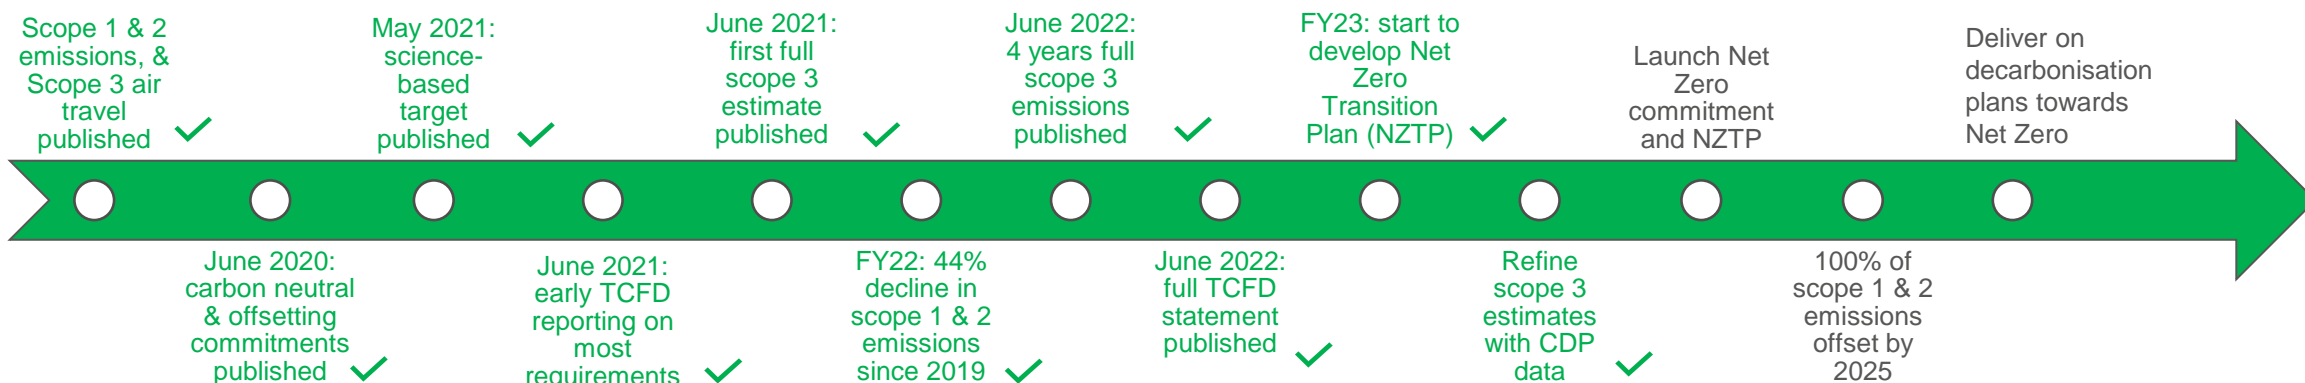 Scope 1 & 2
emissions, &
Scope 3 air
travel
published
June 2020:
carbon neutral
& offsetting
commitments
published
May 2021:
science-
based
target
published
June 2021:
early TCFD
reporting on
most
requirements
June 2021:
first full
scope 3
estimate
published
FY22: 44%
decline in
scope 1 & 2
emissions
since 2019
June 2022:
4 years full
scope 3
emissions
published
June 2022:
full TCFD
statement
published
FY23: start to
develop Net
Zero
Transition
Plan (NZTP)
Refine
scope 3
estimates
with CDP
data
Launch Net
Zero
commitment
and NZTP
100% of
scope 1 & 2
emissions
offset by
2025
Deliver on
decarbonisation
plans towards
Net Zero